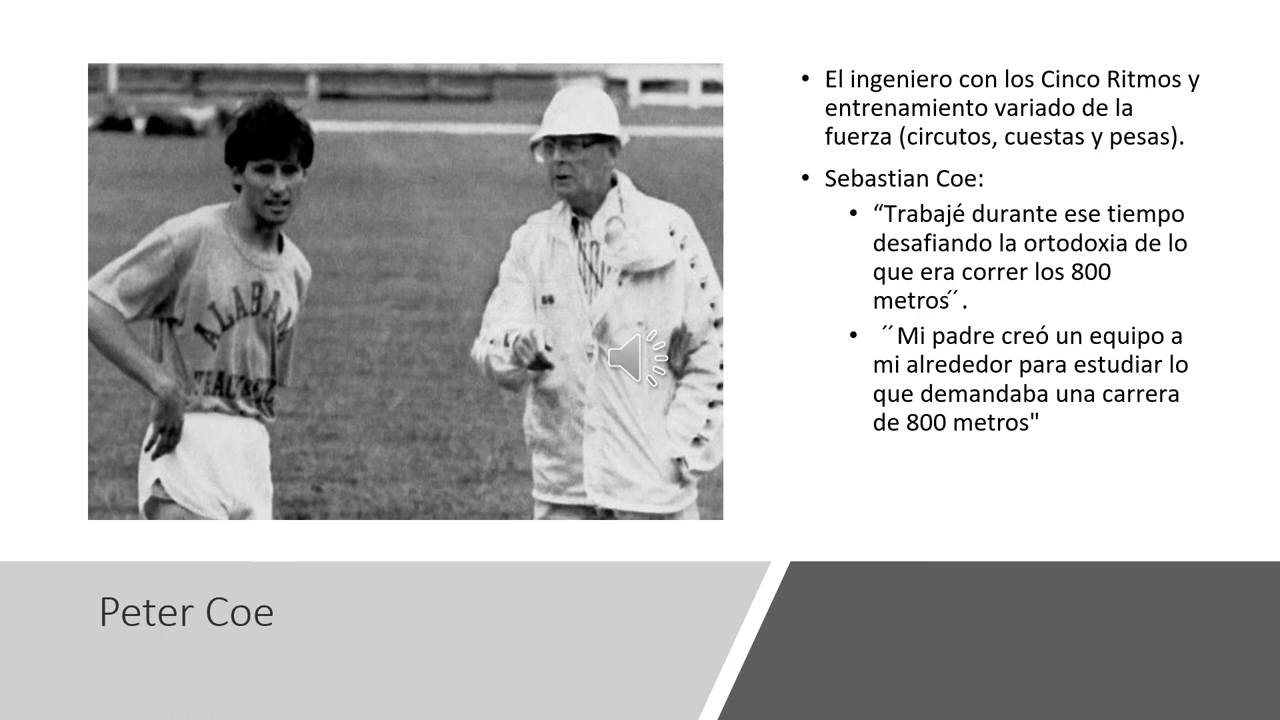 • El ingeniero con los Cinco Ritmos y
entrenamiento variado de la
fuerza (circutos, cuestas y pesas).
• Sebastian Coe:
• “Trabajé durante ese tiempo
desafiando la ortodoxia de lo
que era correr los 800
metros˝.
• ˝Mi padre creó un equipo a
mi alrededor para estudiar lo
que demandaba una carrera
de 800 metros"
ALABAMA
Peter Coe